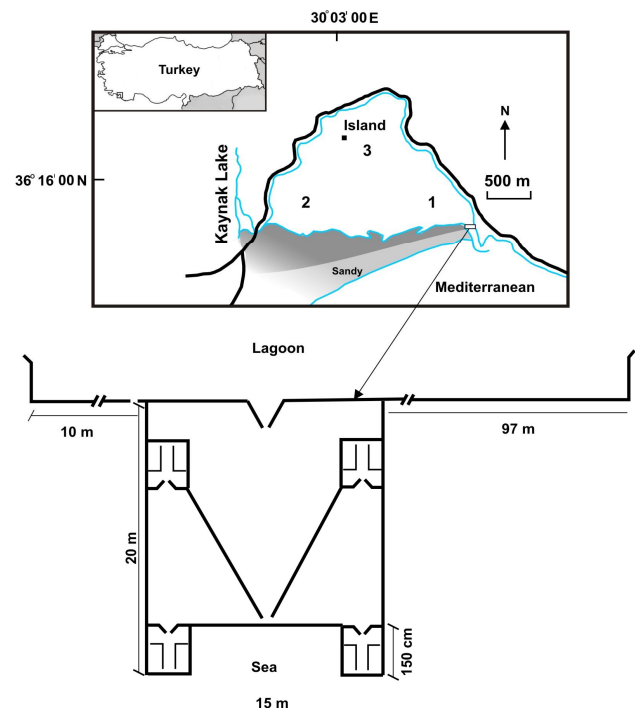 30° 03' 00 E
Turkey
N
Island
3
36° 16' 00 N
Kaynak Lake
500 m
2
1
Sandy
Mediterranean
Lagoon
10 m
97 m
20 m
150 cm
Sea
15 m